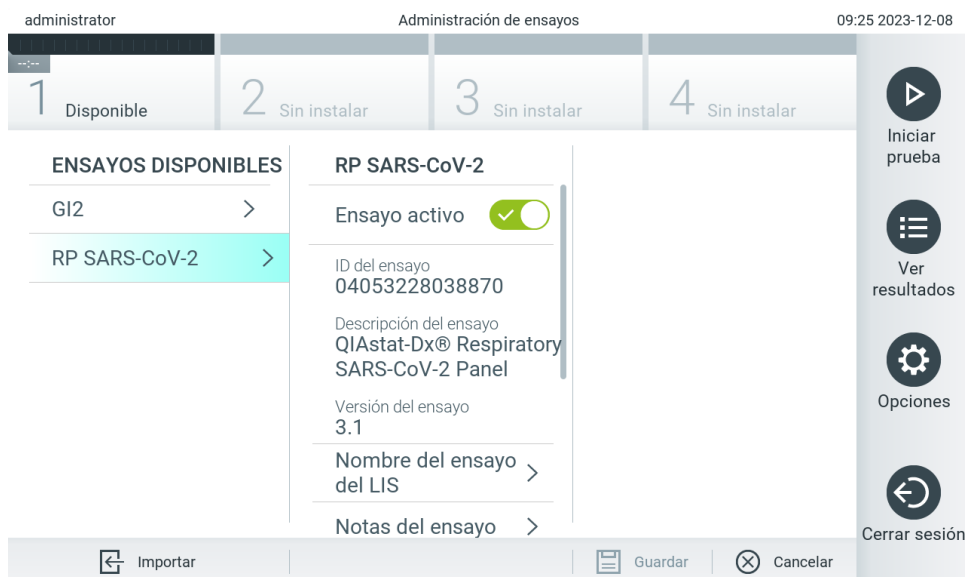 administrator
Administración de ensayos
09:25 2023-12-08
--:--
1 Disponible
2 Sin instalar
3 Sin instalar
4 Sin instalar
ENSAYOS DISPONIBLES
GI2
RP SARS-CoV-2
RP SARS-CoV-2
Ensayo activo
ID del ensayo
04053228038870
Descripción del ensayo
QIAstat-Dx® Respiratory
SARS-CoV-2 Panel
Versión del ensayo
3.1
Nombre del ensayo
del LIS
Notas del ensayo
Iniciar
prueba
Ver
resultados
Opciones
Cerrar sesión
Importar
Guardar
Cancelar